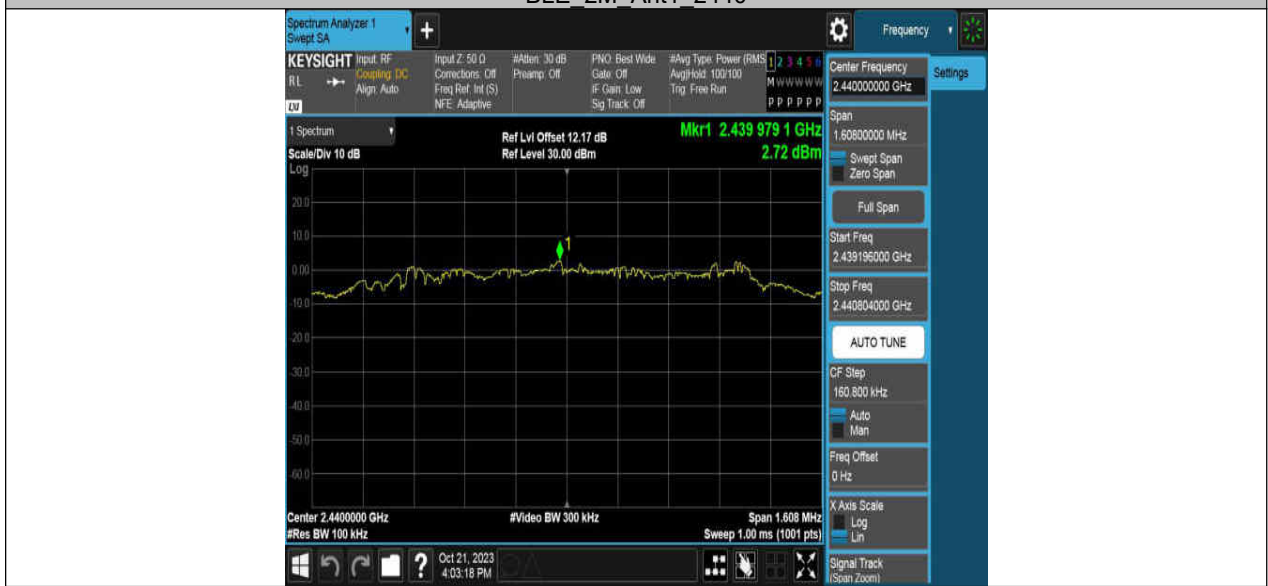 BLE_2M_Ant1_2440
Spectrum Analyzer 1
Swept SA
+
Frequency
KEYSIGHT
RL
LXI
Input: RF
Coupling: DC
Align: Auto
Input Z: 50 Ω
Corrections: Off
Freq Ref: Int (S)
NFE: Adaptive
#Atten: 30 dB
Preamp: Off
PNO: Best Wide
Gate: Off
IF Gain: Low
Sig Track: Off
#Avg Type: Power (RMS
Avg|Hold: 100/100
Trig: Free Run
1 2 3 4 5 6
M W W W W W
P P P P P P
Center Frequency
2.440000000 GHz
Settings
Span
1.60800000 MHz
Swept Span
Zero Span
Full Span
Start Freq
2.439196000 GHz
Stop Freq
2.440804000 GHz
AUTO TUNE
CF Step
160.800 kHz
Auto
Man
Freq Offset
0 Hz
X Axis Scale
Log
Lin
Signal Track
(Span Zoom)
1 Spectrum
Scale/Div 10 dB
Log
Ref Lvl Offset 12.17 dB
Ref Level 30.00 dBm
Mkr1 2.439 979 1 GHz
2.72 dBm
20.0
10.0
1
0.00
-10.0
-20.0
-30.0
-40.0
-50.0
-60.0
Center 2.4400000 GHz
#Res BW 100 kHz
#Video BW 300 kHz
Span 1.608 MHz
Sweep 1.00 ms (1001 pts)
?
Oct 21, 2023
4:03:18 PM